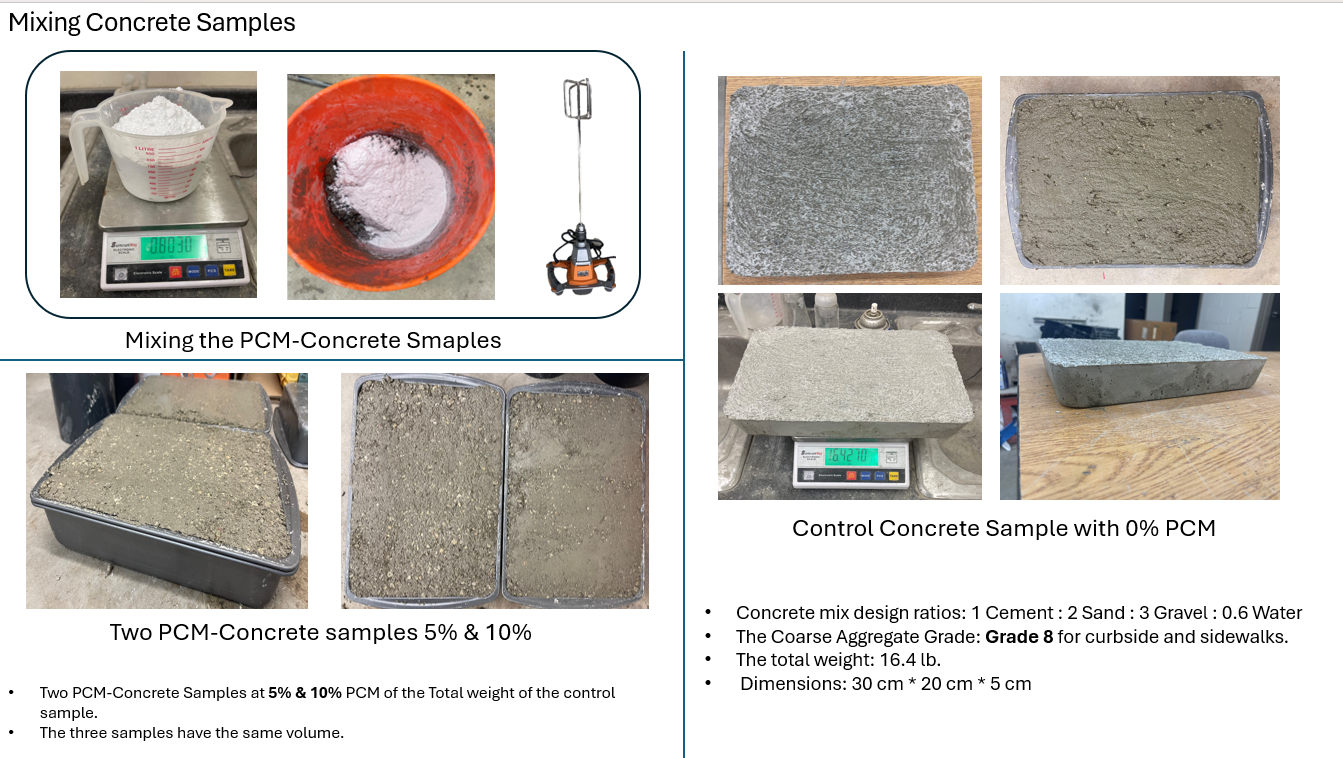 Mixing Concrete Samples
Mixing the PCM-Concrete Smaples
Two PCM-Concrete samples 5% & 10%
• Two PCM-Concrete Samples at 5% & 10% PCM of the Total weight of the control
sample.
• The three samples have the same volume.
Control Concrete Sample with 0% PCM
• Concrete mix design ratios: 1 Cement : 2 Sand : 3 Gravel : 0.6 Water
• The Coarse Aggregate Grade: Grade 8 for curbside and sidewalks.
• The total weight: 16.4 lb.
• Dimensions: 30 cm * 20 cm * 5 cm